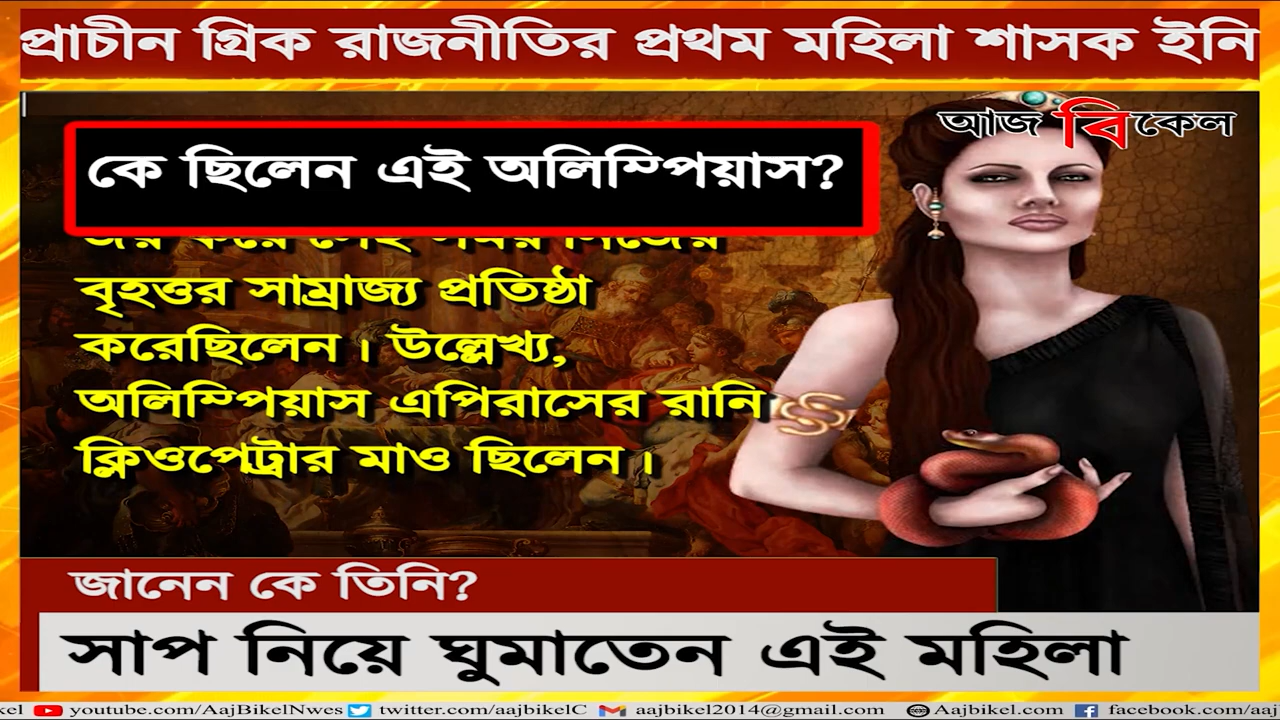 প্রাচীন গ্রিক রাজনীতির প্রথম মহিলা শাসক ইনি
আজ বিকেল
কে ছিলেন এই অলিম্পিয়াস?
বৃহত্তর সাম্রাজ্য প্রতিষ্ঠা
করেছিলেন। উল্লেখ্য,
অলিম্পিয়াস এপিরাসের রানি
ক্লিওপেট্রার মাও ছিলেন।
জানেন কে তিনি?
সাপ নিয়ে ঘুমাতেন এই মহিলা
kel youtube.com/AajBikelNwes twitter.com/aajbikelC aajbikel2014@gmail.com Aajbikel.com facebook.com/aaj